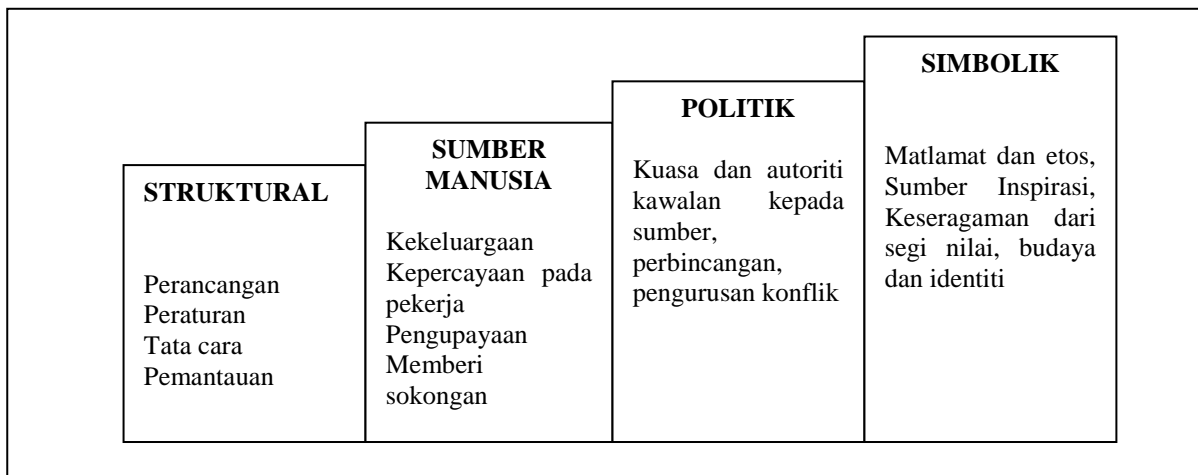 STRUKTURAL
Perancangan
Peraturan
Tata cara
Pemantauan
SUMBER
MANUSIA
Kekeluargaan
Kepercayaan pada
pekerja
Pengupayaan
Memberi
sokongan
POLITIK
Kuasa dan autoriti
kawalan kepada
sumber,
perbincangan,
pengurusan konflik
SIMBOLIK
Matlamat dan etos,
Sumber Inspirasi,
Keseragaman dari
segi nilai, budaya
dan identiti